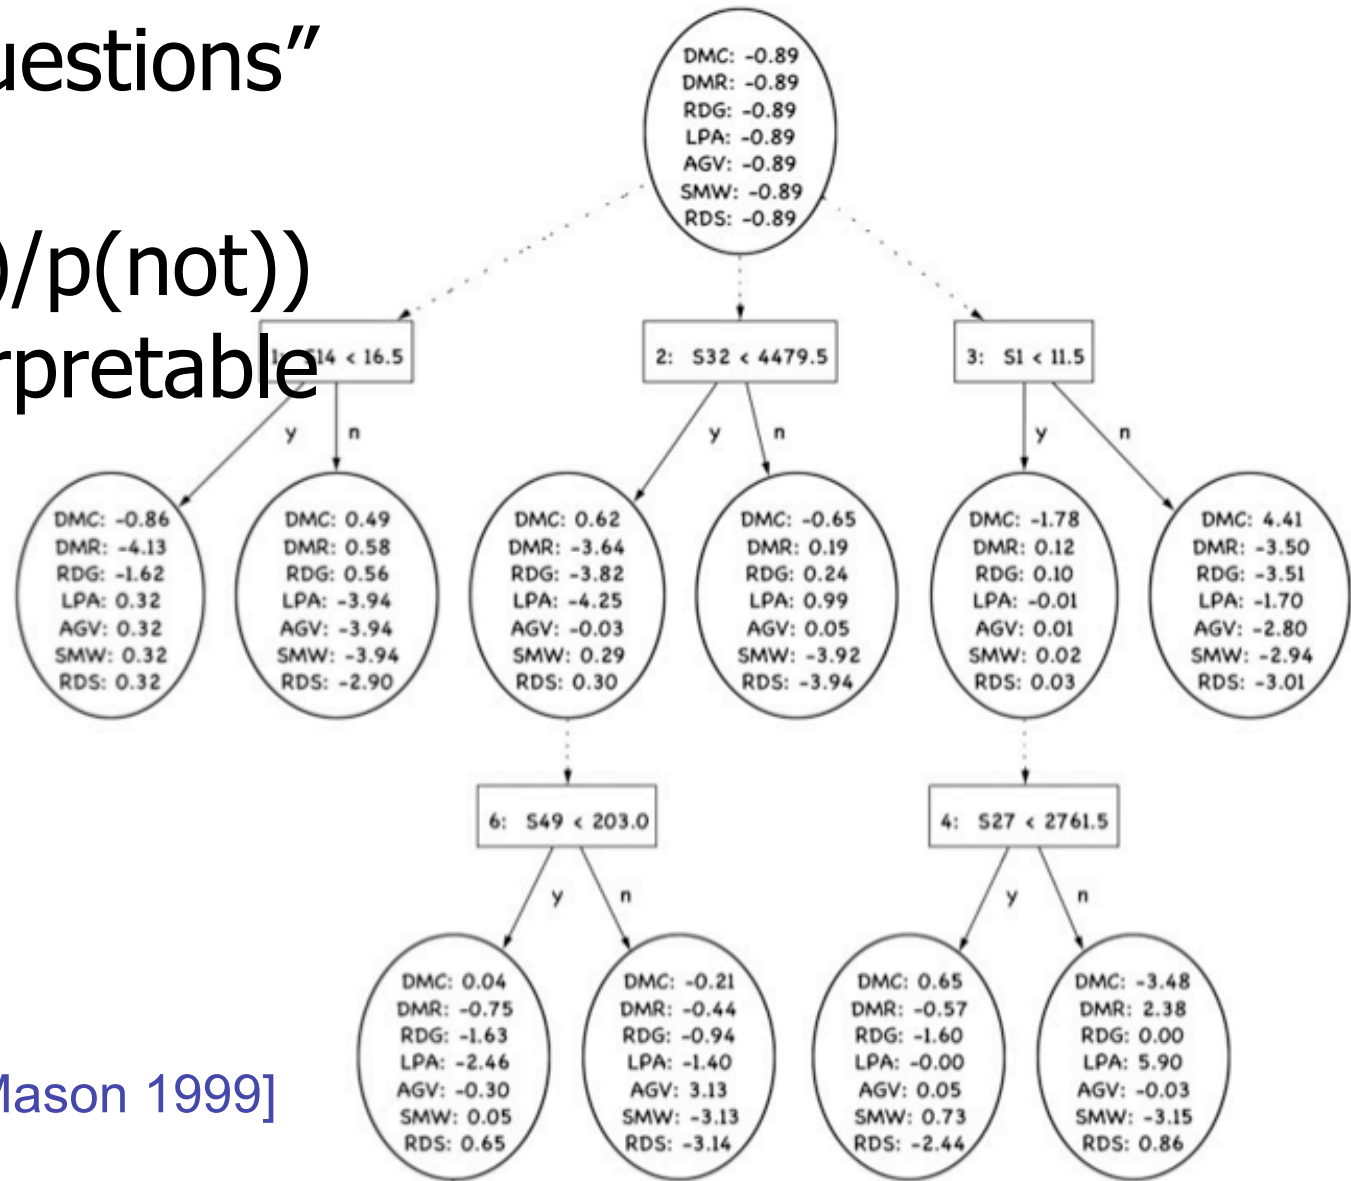 uestions”
)/p(not))
rpretable
DMC: -0.89
DMR: -0.89
RDG: -0.89
LPA: -0.89
AGV: -0.89
SMW: -0.89
RDS: -0.89
1: S14 < 16.5
2: S32 < 4479.5
3: S1 < 11.5
y
n
y
n
y
n
DMC: -0.86
DMR: -4.13
RDG: -1.62
LPA: 0.32
AGV: 0.32
SMW: 0.32
RDS: 0.32
DMC: 0.49
DMR: 0.58
RDG: 0.56
LPA: -3.94
AGV: -3.94
SMW: -3.94
RDS: -2.90
DMC: 0.62
DMR: -3.64
RDG: -3.82
LPA: -4.25
AGV: -0.03
SMW: 0.29
RDS: 0.30
DMC: -0.65
DMR: 0.19
RDG: 0.24
LPA: 0.99
AGV: 0.05
SMW: -3.92
RDS: -3.94
DMC: -1.78
DMR: 0.12
RDG: 0.10
LPA: -0.01
AGV: 0.01
SMW: 0.02
RDS: 0.03
DMC: 4.41
DMR: -3.50
RDG: -3.51
LPA: -1.70
AGV: -2.80
SMW: -2.94
RDS: -3.01
6: S49 < 203.0
4: S27 < 2761.5
y
n
y
n
DMC: 0.04
DMR: -0.75
RDG: -1.63
LPA: -2.46
AGV: -0.30
SMW: 0.05
RDS: 0.65
DMC: -0.21
DMR: -0.44
RDG: -0.94
LPA: -1.40
AGV: 3.13
SMW: -3.13
RDS: -3.14
DMC: 0.65
DMR: -0.57
RDG: -1.60
LPA: -0.00
AGV: 0.05
SMW: 0.73
RDS: -2.44
DMC: -3.48
DMR: 2.38
RDG: 0.00
LPA: 5.90
AGV: -0.03
SMW: -3.15
RDS: 0.86
Mason 1999]